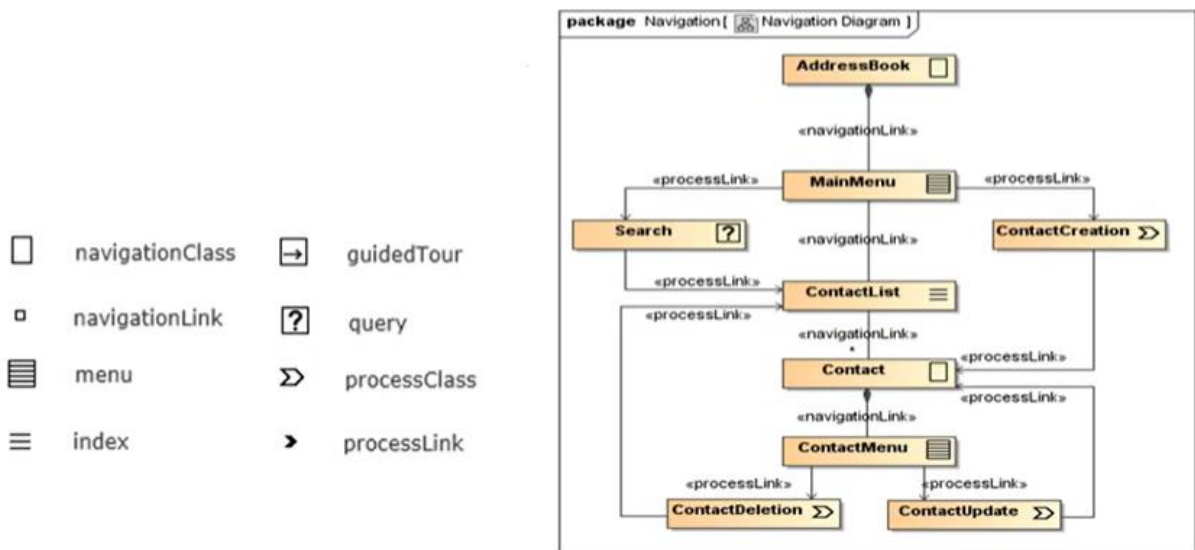 navigationClass
guidedTour
navigationLink
query
menu
processClass
index
processLink
package Navigation [ Navigation Diagram ]
AddressBook
«navigationLink»
«processLink»
MainMenu
«processLink»
Search
?
«navigationLink»
ContactCreation
«processLink»
ContactList
«processLink»
«navigationLink»
*
«processLink»
Contact
«processLink»
«navigationLink»
ContactMenu
«processLink»
«processLink»
ContactDeletion
ContactUpdate